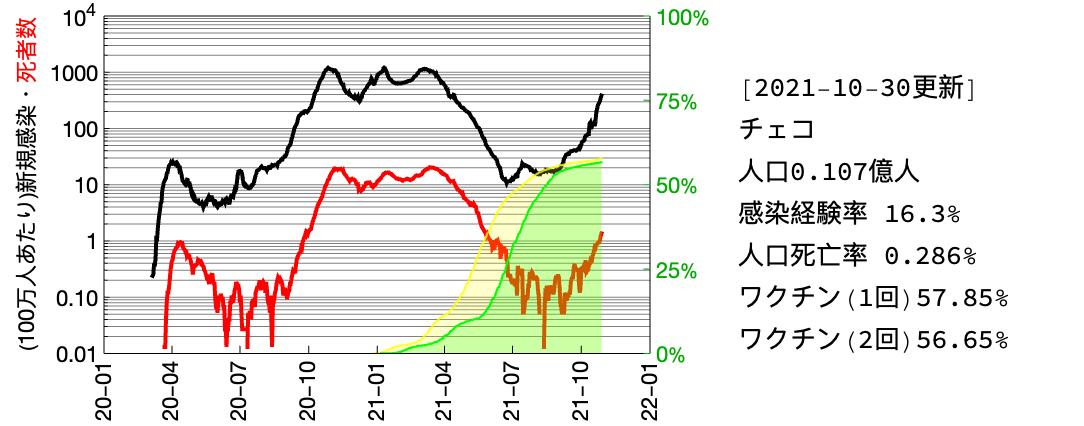 (100万人あたり)新規感染・死者数
10^4
1000
100
10
1
0.10
0.01
100%
75%
50%
25%
0%
20-01
20-04
20-07
20-10
21-01
21-04
21-07
21-10
22-01
[2021-10-30更新]
チェコ
人口0.107億人
感染経験率 16.3%
人口死亡率 0.286%
ワクチン(1回)57.85%
ワクチン(2回)56.65%